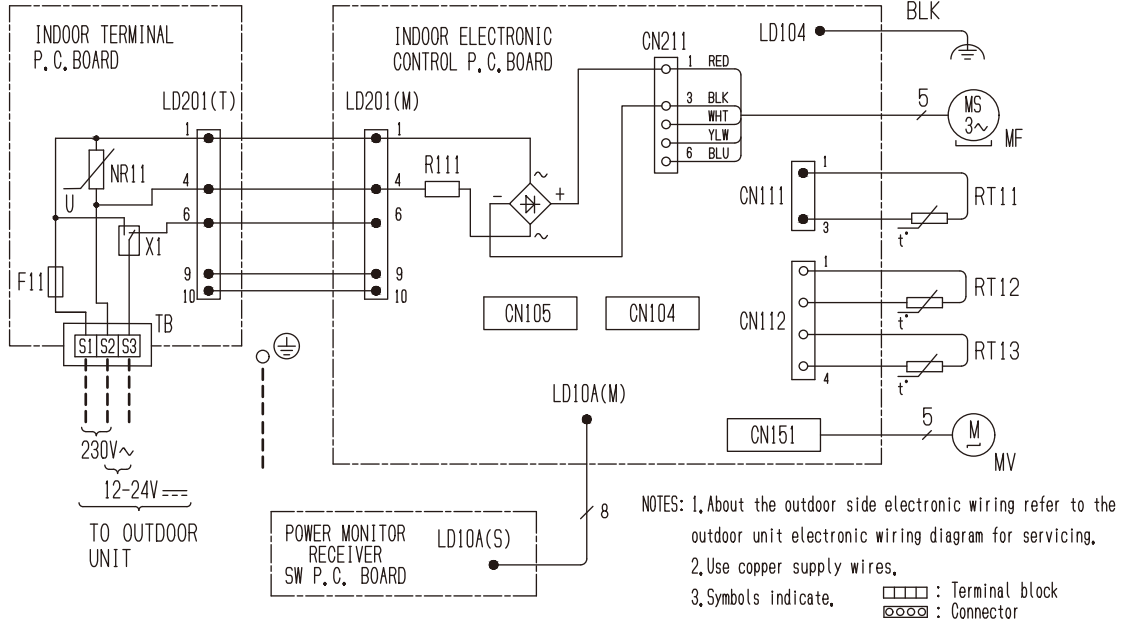 INDOOR TERMINAL
P.C.BOARD
INDOOR ELECTRONIC
CONTROL P.C.BOARD
LD104
BLK
CN211
1 RED
3 BLK
WHT
YLW
6 BLU
5
MS
3~
MF
LD201(T)
LD201(M)
1
1
4
4
6
6
9
9
10
10
NR11
U
X1
F11
R111
~
-
+
~
CN111
1
3
RT11
t°
CN112
1
4
RT12
t°
RT13
t°
CN105
CN104
TB
S1 S2 S3
230V~
12-24V
TO OUTDOOR
UNIT
LD10A(M)
CN151
5
M
MV
8
POWER MONITOR
RECEIVER
SW P.C. BOARD
LD10A(S)
NOTES: 1.About the outdoor side electronic wiring refer to the
outdoor unit electronic wiring diagram for servicing.
2.Use copper supply wires.
3.Symbols indicate.
: Terminal block
: Connector